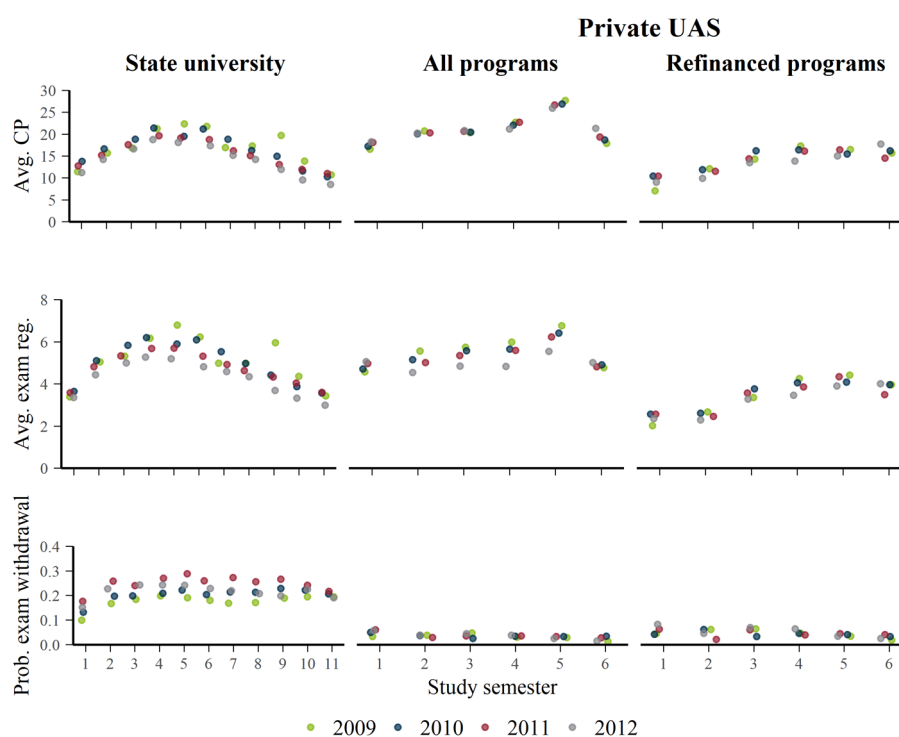 Private UAS
State university All programs Refinanced programs
Avg. CP
30
25
20
15
10
5
0
Avg. exam reg.
8
6
4
2
0
Prob. exam withdrawal
0.4
0.3
0.2
0.1
0.0
1 2 3 4 5 6 7 8 9 10 11 1 2 3 4 5 6 1 2 3 4 5 6
Study semester
2009 2010 2011 2012